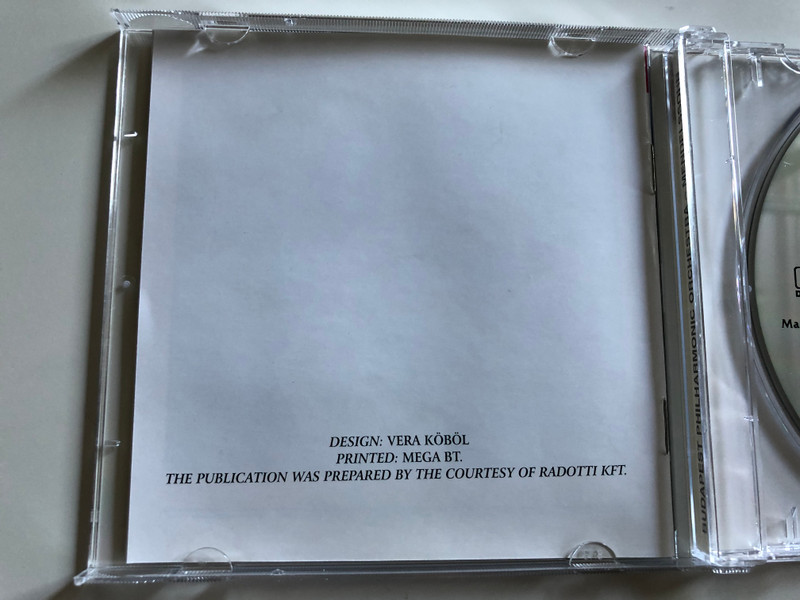 DESIGN: VERA KÖBÖL
PRINTED: MEGA BT.
THE PUBLICATION WAS PREPARED BY THE COURTESY OF RADOTTI KFT.
BUDAPEST PHILHARMONIC ORCHESTRA
Ma